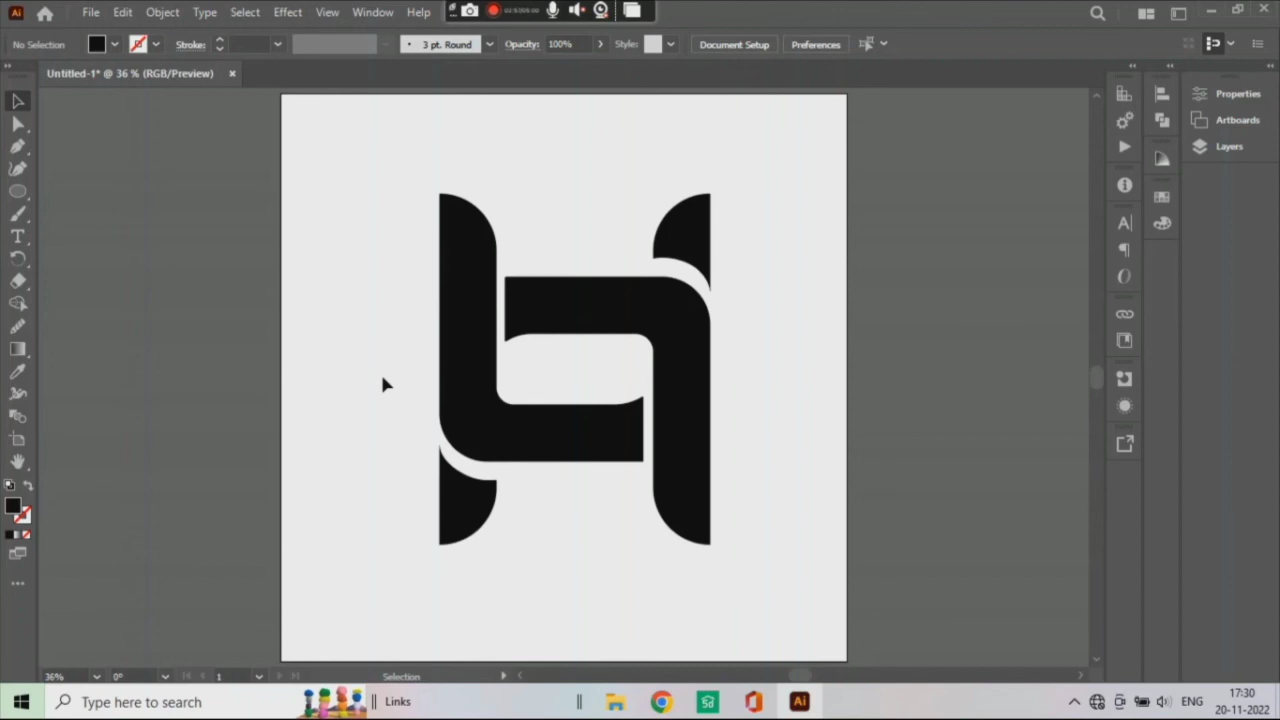 Ai File Edit Object Type Select Effect View Window Help
No Selection Stroke: 3 pt. Round Opacity: 100% Style: Document Setup Preferences
Untitled-1* @ 36 % (RGB/Preview) ×
Properties
Artboards
Layers
36% 0° 1 Selection
Type here to search Links Ai ENG 17:30
20-11-2022